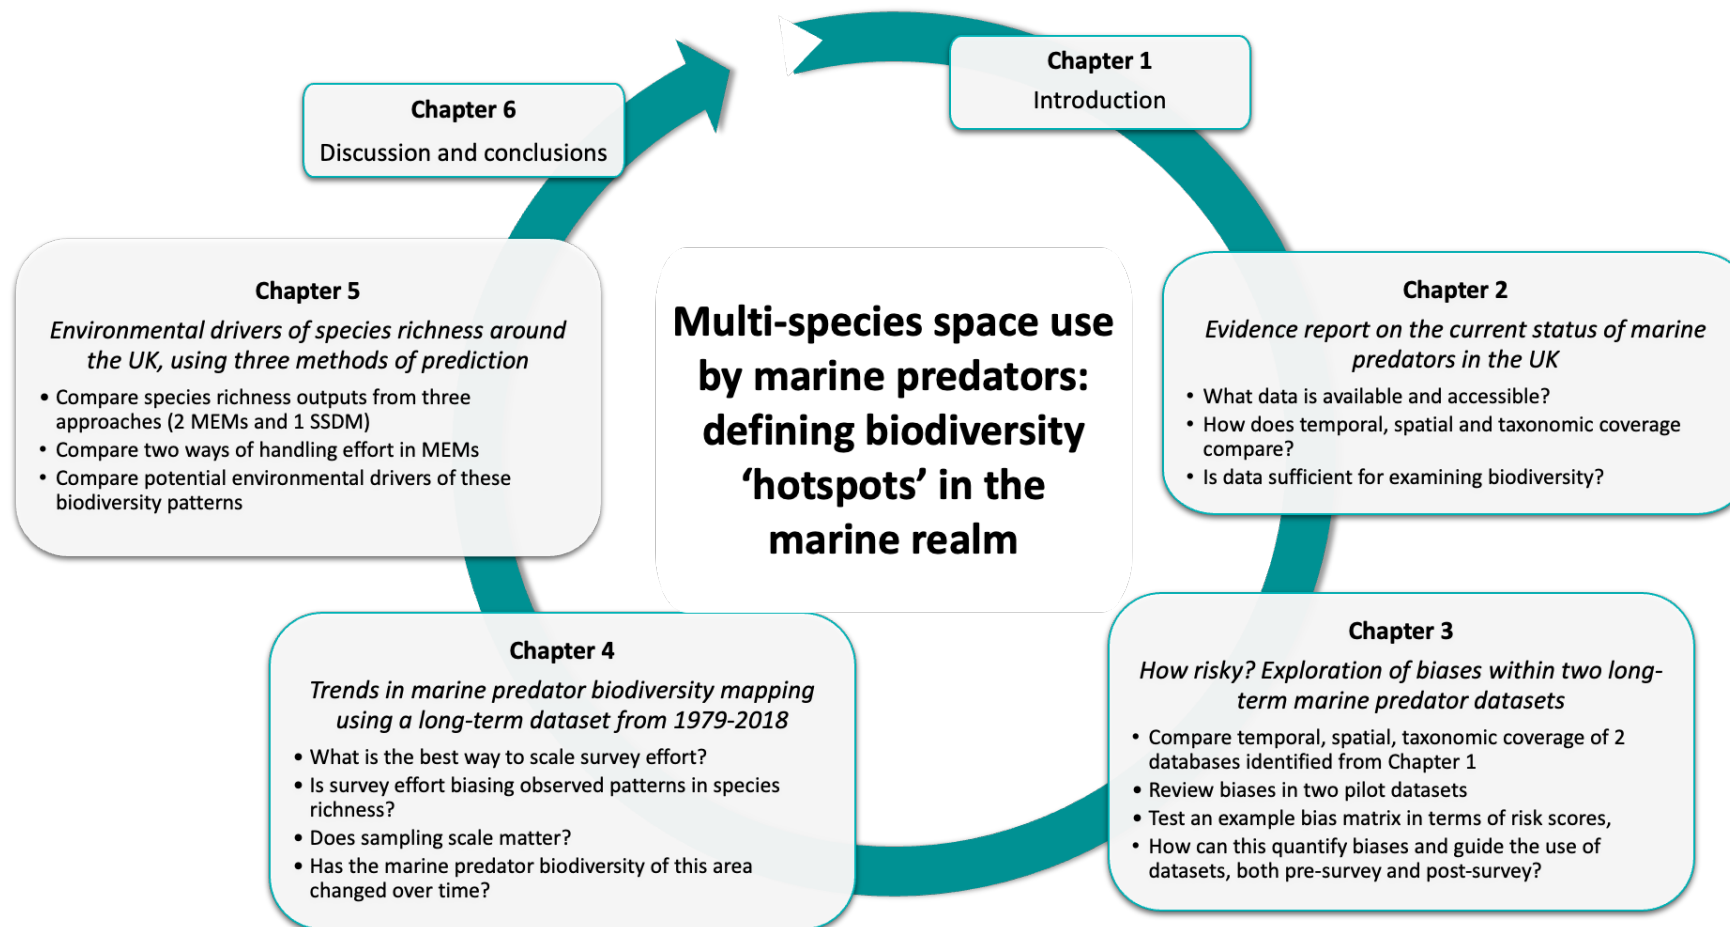 Chapter 1
Introduction
Chapter 2
Evidence report on the current status of marine
predators in the UK
• What data is available and accessible?
• How does temporal, spatial and taxonomic coverage
compare?
• Is data sufficient for examining biodiversity?
Chapter 3
How risky? Exploration of biases within two long-
term marine predator datasets
• Compare temporal, spatial, taxonomic coverage of 2
databases identified from Chapter 1
• Review biases in two pilot datasets
• Test an example bias matrix in terms of risk scores,
• How can this quantify biases and guide the use of
datasets, both pre-survey and post-survey?
Chapter 4
Trends in marine predator biodiversity mapping
using a long-term dataset from 1979-2018
• What is the best way to scale survey effort?
• Is survey effort biasing observed patterns in species
richness?
• Does sampling scale matter?
• Has the marine predator biodiversity of this area
changed over time?
Chapter 5
Environmental drivers of species richness around
the UK, using three methods of prediction
• Compare species richness outputs from three
approaches (2 MEMs and 1 SSDM)
• Compare two ways of handling effort in MEMs
• Compare potential environmental drivers of these
biodiversity patterns
Chapter 6
Discussion and conclusions
Multi-species space use
by marine predators:
defining biodiversity
‘hotspots’ in the
marine realm